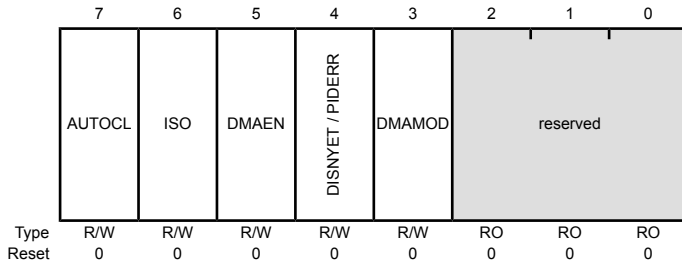 7 6 5 4 3 2 1 0
AUTOCL ISO DMAEN DISNYET / PIDERR DMAMOD reserved
Type R/W R/W R/W R/W R/W RO RO RO
Reset 0 0 0 0 0 0 0 0